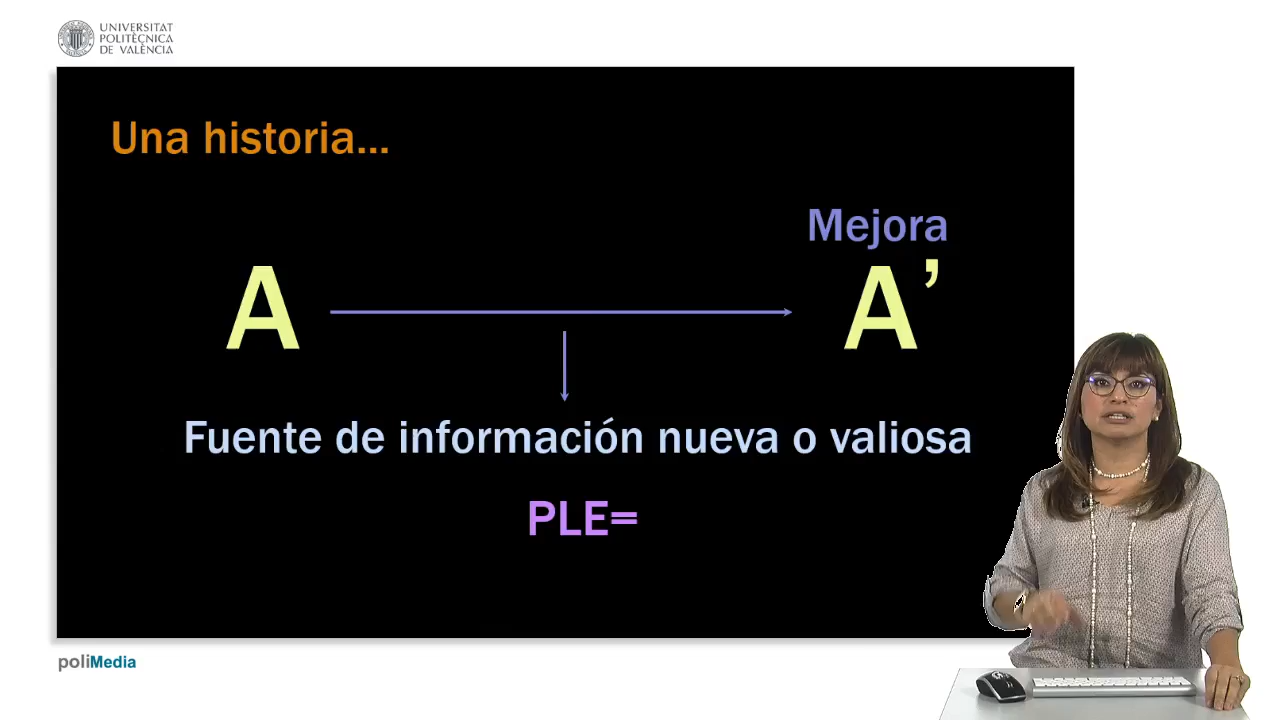 UNIVERSITAT
POLITÈCNICA
DE VALÈNCIA
Una historia...
Mejora
A
A’
Fuente de información nueva o valiosa
PLE=
poliMedia